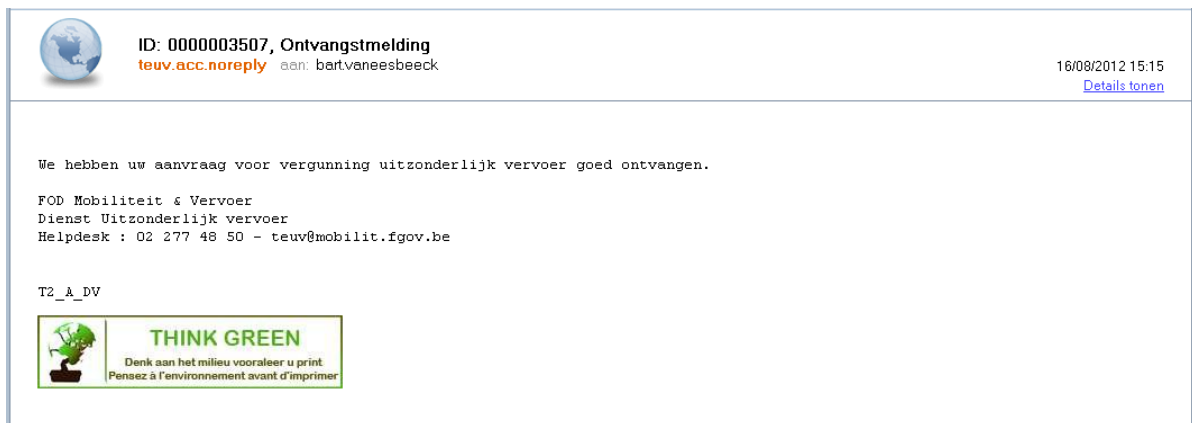 ID: 0000003507, Ontvangstmelding
teuv.acc.noreply aan: bart.vaneesbeeck
16/08/2012 15:15
Details tonen
We hebben uw aanvraag voor vergunning uitzonderlijk vervoer goed ontvangen.
FOD Mobiliteit & Vervoer
Dienst Uitzonderlijk vervoer
Helpdesk : 02 277 48 50 - teuv@mobilit.fgov.be
T2_A_DV
THINK GREEN
Denk aan het milieu vooraleer u print
Pensez à l'environnement avant d'imprimer